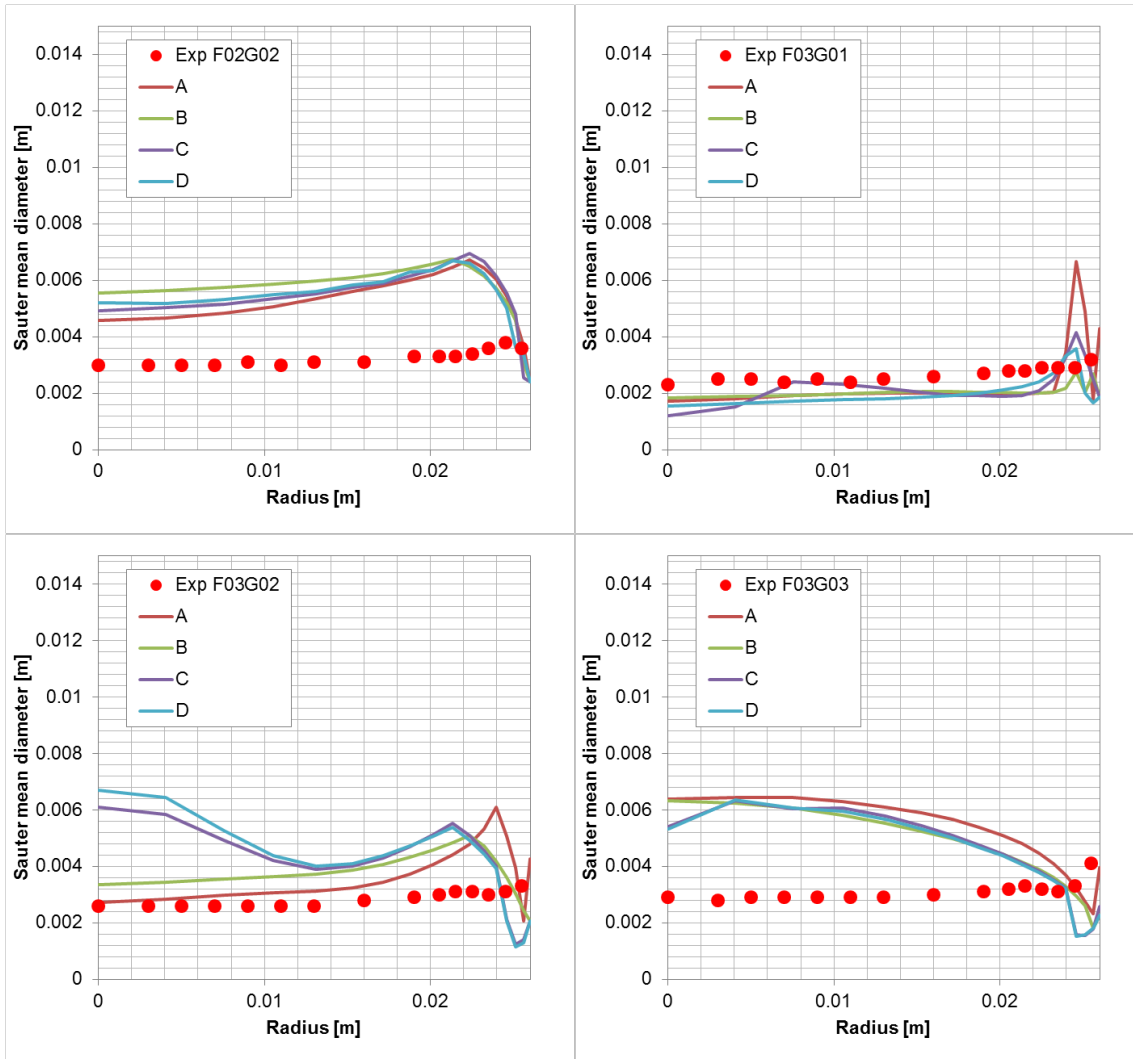 0.014
0.012
0.01
0.008
0.006
0.004
0.002
0
Sauter mean diameter [m]
Exp F02G02
A
B
C
D
0
0.01
0.02
Radius [m]
0.014
0.012
0.01
0.008
0.006
0.004
0.002
0
Sauter mean diameter [m]
Exp F03G01
A
B
C
D
0
0.01
0.02
Radius [m]
0.014
0.012
0.01
0.008
0.006
0.004
0.002
0
Sauter mean diameter [m]
Exp F03G02
A
B
C
D
0
0.01
0.02
Radius [m]
0.014
0.012
0.01
0.008
0.006
0.004
0.002
0
Sauter mean diameter [m]
Exp F03G03
A
B
C
D
0
0.01
0.02
Radius [m]